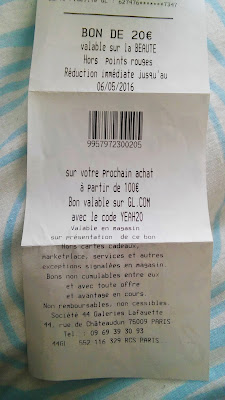 BON DE 20€
valable sur la BEAUTE
Hors points rouges
Réduction immédiate jusqu'au
06/05/2016
9957972300205
sur votre prochain achat
à partir de 100€
Bon valable sur GL.COM
avec le code YEAH20
Valable en magasin
sur présentation de ce bon
Hors cartes cadeaux,
marketplace, services et autres
exceptions signalées en magasin.
Bons non cumulables entre eux
et avec toute offre
et avantage en cours.
Non remboursables, non cessibles.
Société 44 Galeries Lafayette
44, rue de Châteaudun 75009 PARIS
Tel : 09 69 39 30 93
44GL 552 116 329 RCS PARIS